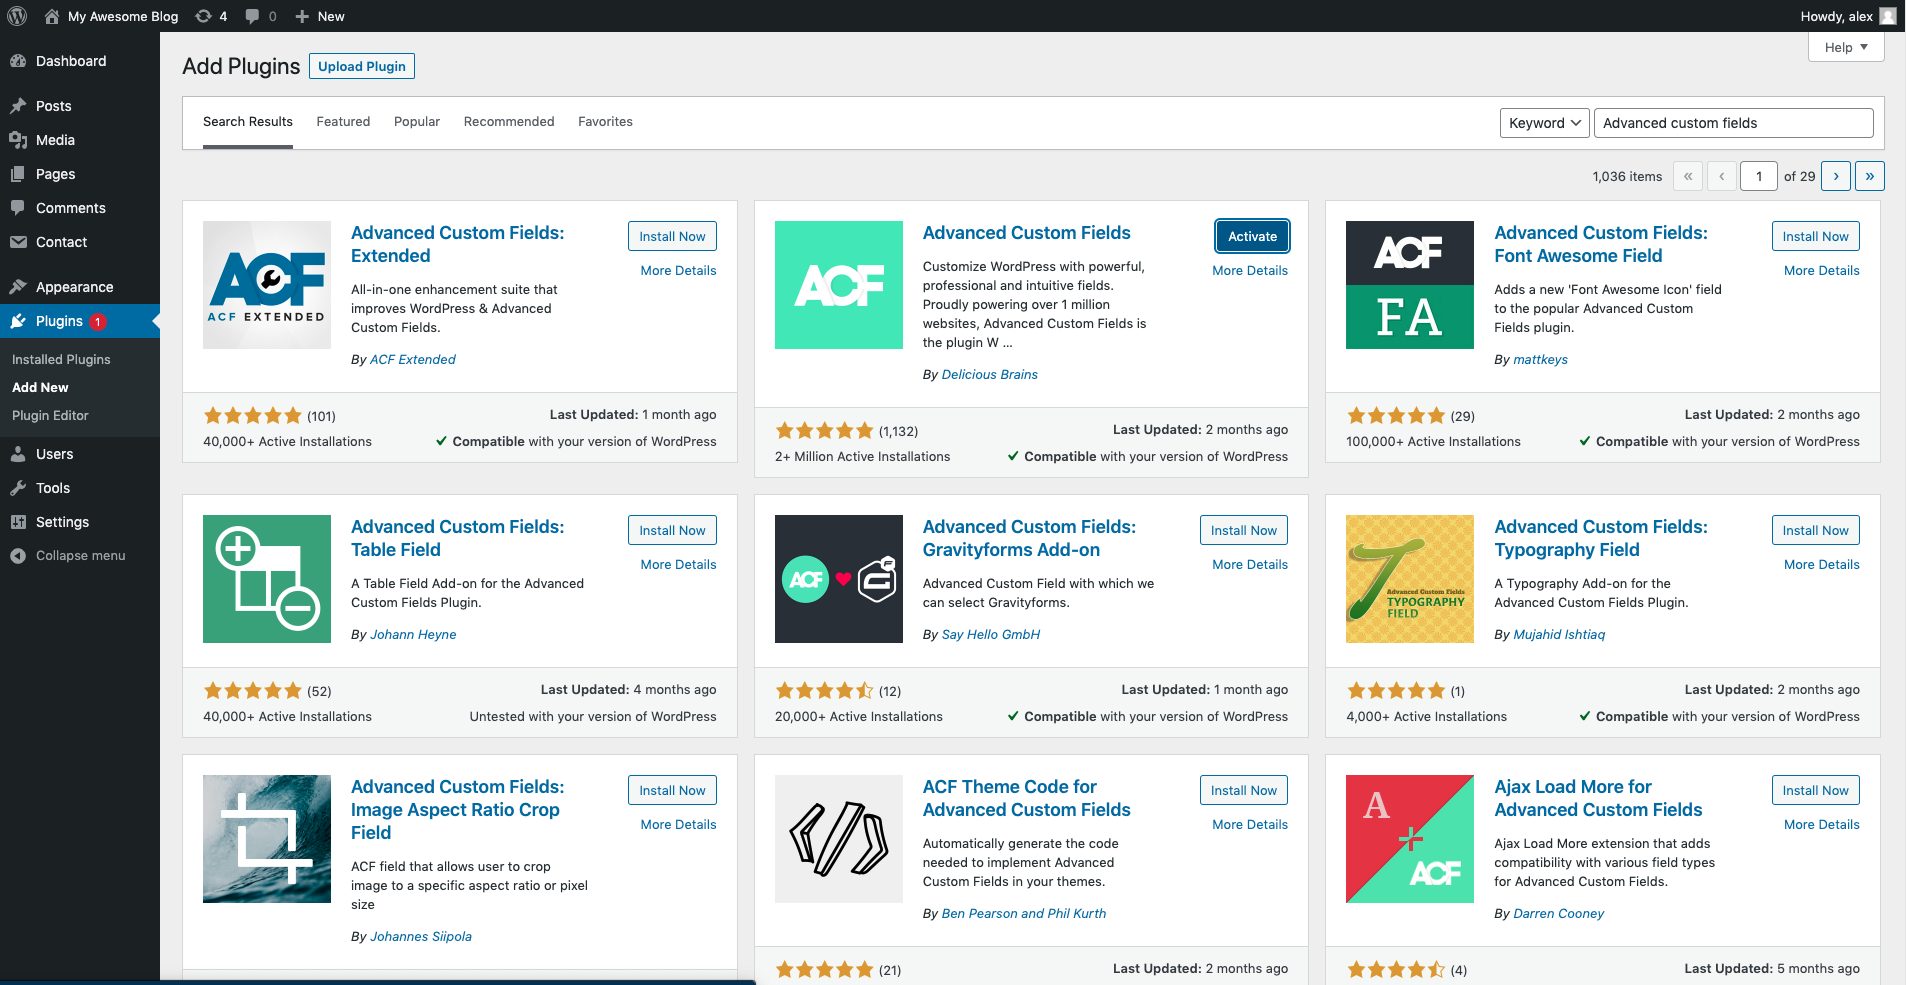 My Awesome Blog 4 0 New Howdy, alex
Help
Dashboard
Posts
Media
Pages
Comments
Contact
Appearance
Plugins 1
Installed Plugins
Add New
Plugin Editor
Users
Tools
Settings
Collapse menu
Add Plugins Upload Plugin
Search Results Featured Popular Recommended Favorites Keyword Advanced custom fields
1,036 items « ‹ 1 of 29 › »
ACF
ACF EXTENDED
Advanced Custom Fields:
Extended
Install Now
More Details
All-in-one enhancement suite that
improves WordPress & Advanced
Custom Fields.
By ACF Extended
(101)
Last Updated: 1 month ago
40,000+ Active Installations
Compatible with your version of WordPress
ACF
Advanced Custom Fields
Activate
More Details
Customize WordPress with powerful,
professional and intuitive fields.
Proudly powering over 1 million
websites, Advanced Custom Fields is
the plugin W ...
By Delicious Brains
(1,132)
Last Updated: 2 months ago
2+ Million Active Installations
Compatible with your version of WordPress
ACF
FA
Advanced Custom Fields:
Font Awesome Field
Install Now
More Details
Adds a new 'Font Awesome Icon' field
to the popular Advanced Custom
Fields plugin.
By mattkeys
(29)
Last Updated: 2 months ago
100,000+ Active Installations
Compatible with your version of WordPress
Advanced Custom Fields:
Table Field
Install Now
More Details
A Table Field Add-on for the Advanced
Custom Fields Plugin.
By Johann Heyne
(52)
Last Updated: 4 months ago
40,000+ Active Installations
Untested with your version of WordPress
ACF
Advanced Custom Fields:
Gravityforms Add-on
Install Now
More Details
Advanced Custom Field with which we
can select Gravityforms.
By Say Hello GmbH
(12)
Last Updated: 1 month ago
20,000+ Active Installations
Compatible with your version of WordPress
T
Advanced Custom Fields
TYPOGRAPHY
FIELD
Advanced Custom Fields:
Typography Field
Install Now
More Details
A Typography Add-on for the
Advanced Custom Fields Plugin.
By Mujahid Ishtiaq
(1)
Last Updated: 2 months ago
4,000+ Active Installations
Compatible with your version of WordPress
Advanced Custom Fields:
Image Aspect Ratio Crop
Field
Install Now
More Details
ACF field that allows user to crop
image to a specific aspect ratio or pixel
size
By Johannes Siipola
</>
ACF Theme Code for
Advanced Custom Fields
Install Now
More Details
Automatically generate the code
needed to implement Advanced
Custom Fields in your themes.
By Ben Pearson and Phil Kurth
(21)
Last Updated: 2 months ago
A
+
ACF
Ajax Load More for
Advanced Custom Fields
Install Now
More Details
Ajax Load More extension that adds
compatibility with various field types
for Advanced Custom Fields.
By Darren Cooney
(4)
Last Updated: 5 months ago